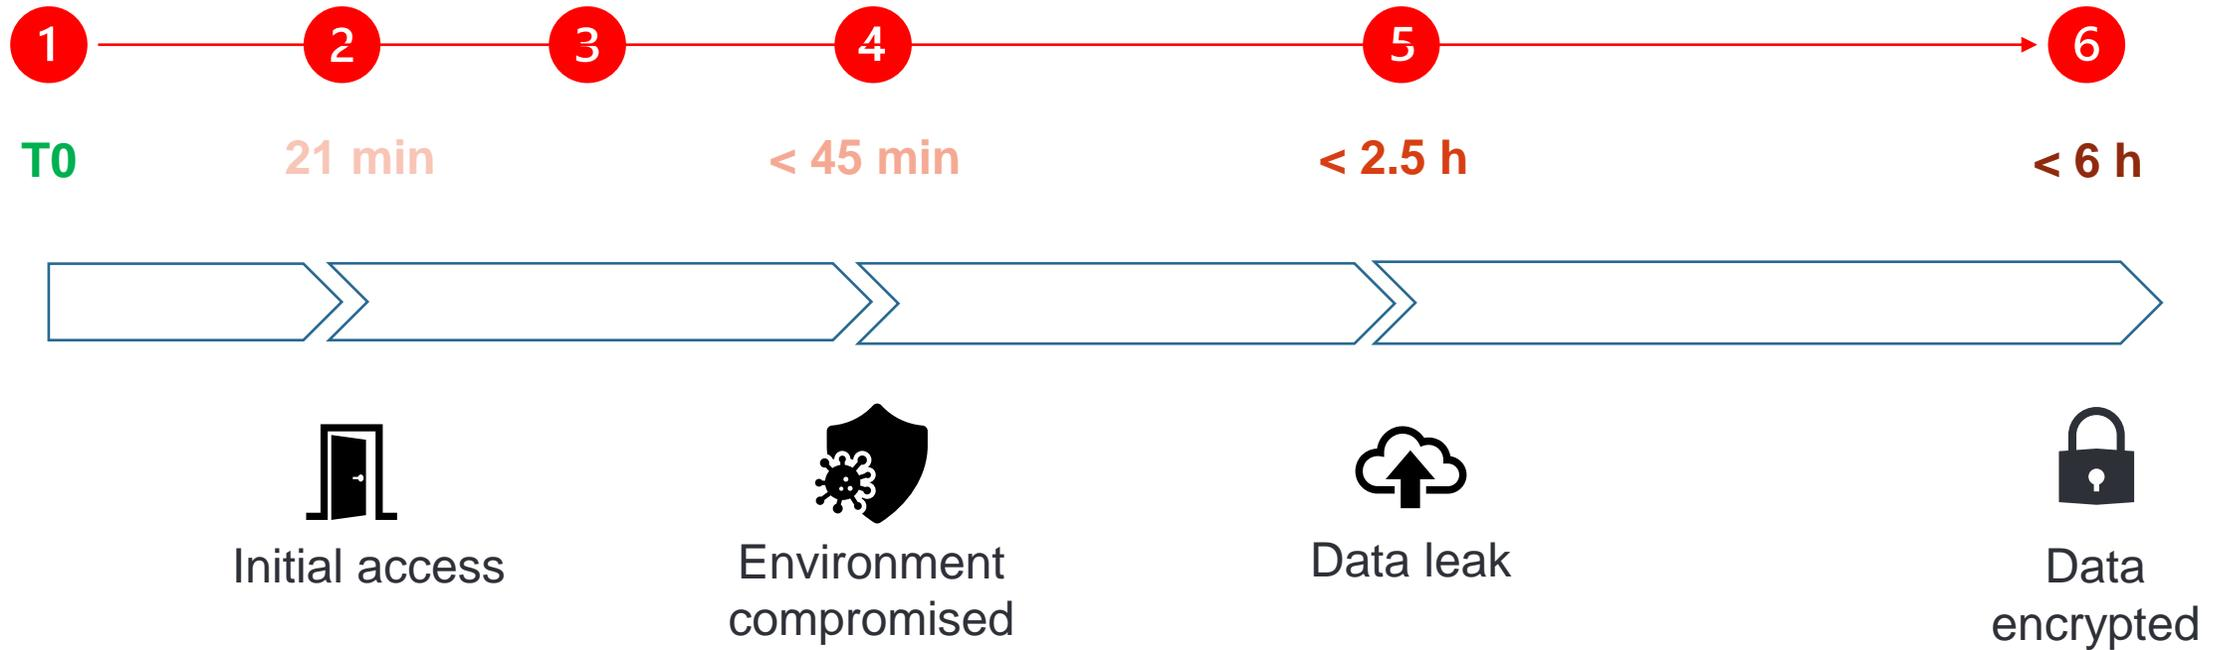 1 2 3 4 5 6
T0 21 min < 45 min < 2.5 h < 6 h
Initial access
Environment
compromised
Data leak
Data
encrypted